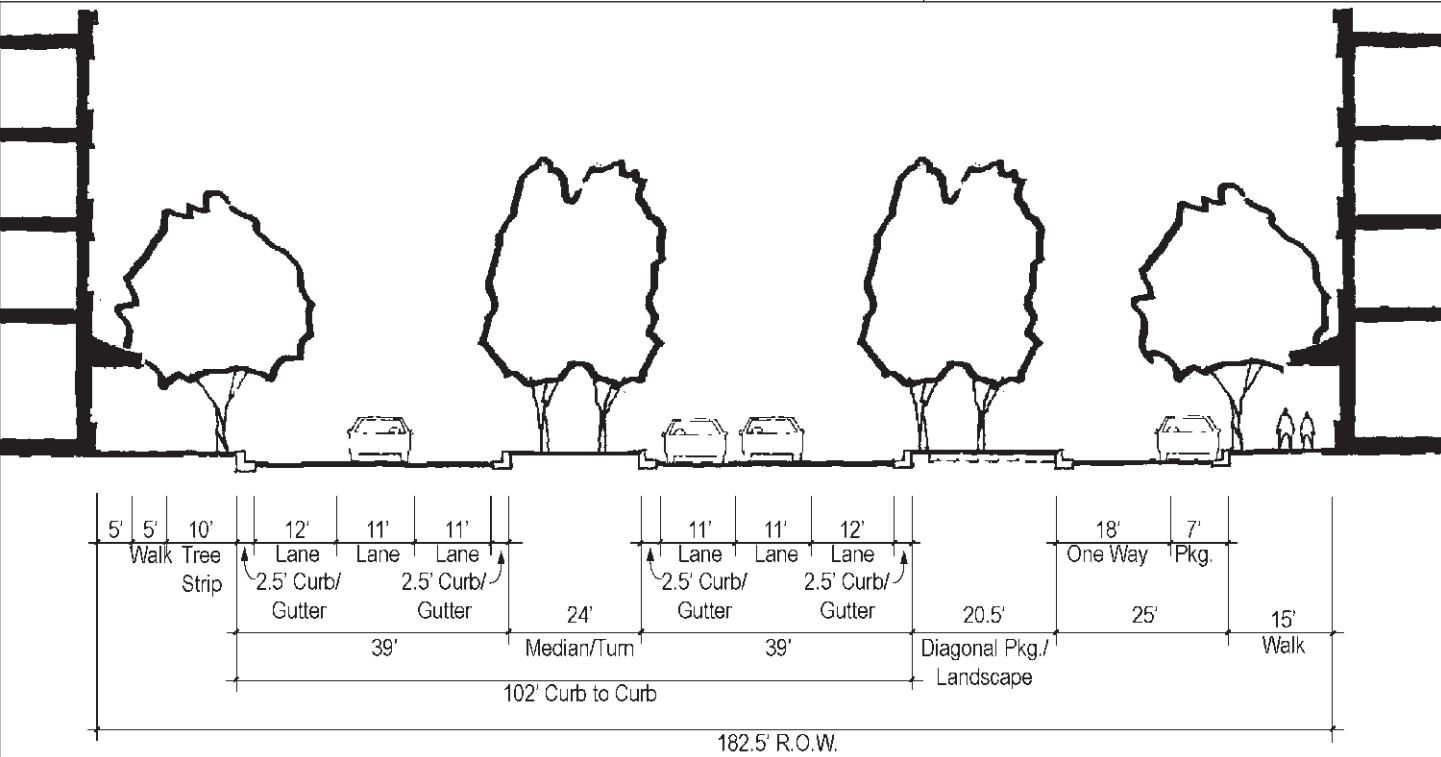 5' 5' 10' 12' 11' 11' 11' 11' 12' 18' 7'
Walk Tree Lane Lane Lane Lane Lane Lane One Way Pkg.
Strip 2.5' Curb/ 2.5' Curb/ 2.5' Curb/ 2.5' Curb/
Gutter Gutter Gutter Gutter
24' 20.5' 25' 15'
39' Median/Turn 39' Diagonal Pkg./ Walk
Landscape
102' Curb to Curb
182.5' R.O.W.